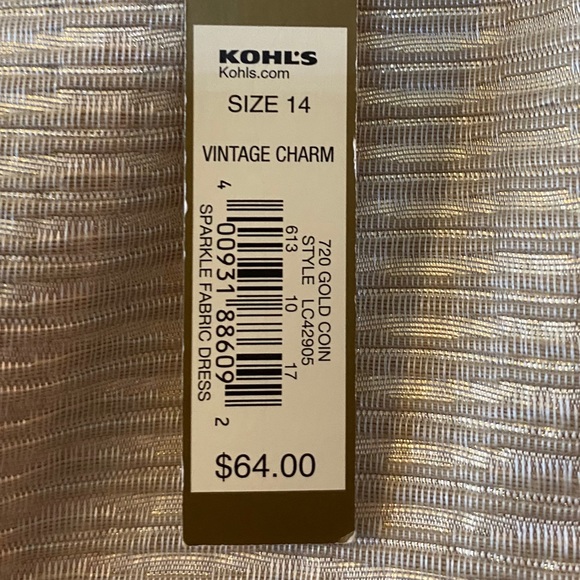 KOHL'S
Kohls.com
SIZE 14
VINTAGE CHARM
720 GOLD COIN
STYLE LC42905
613 10 17
4 00931 88609 2
SPARKLE FABRIC DRESS
$64.00